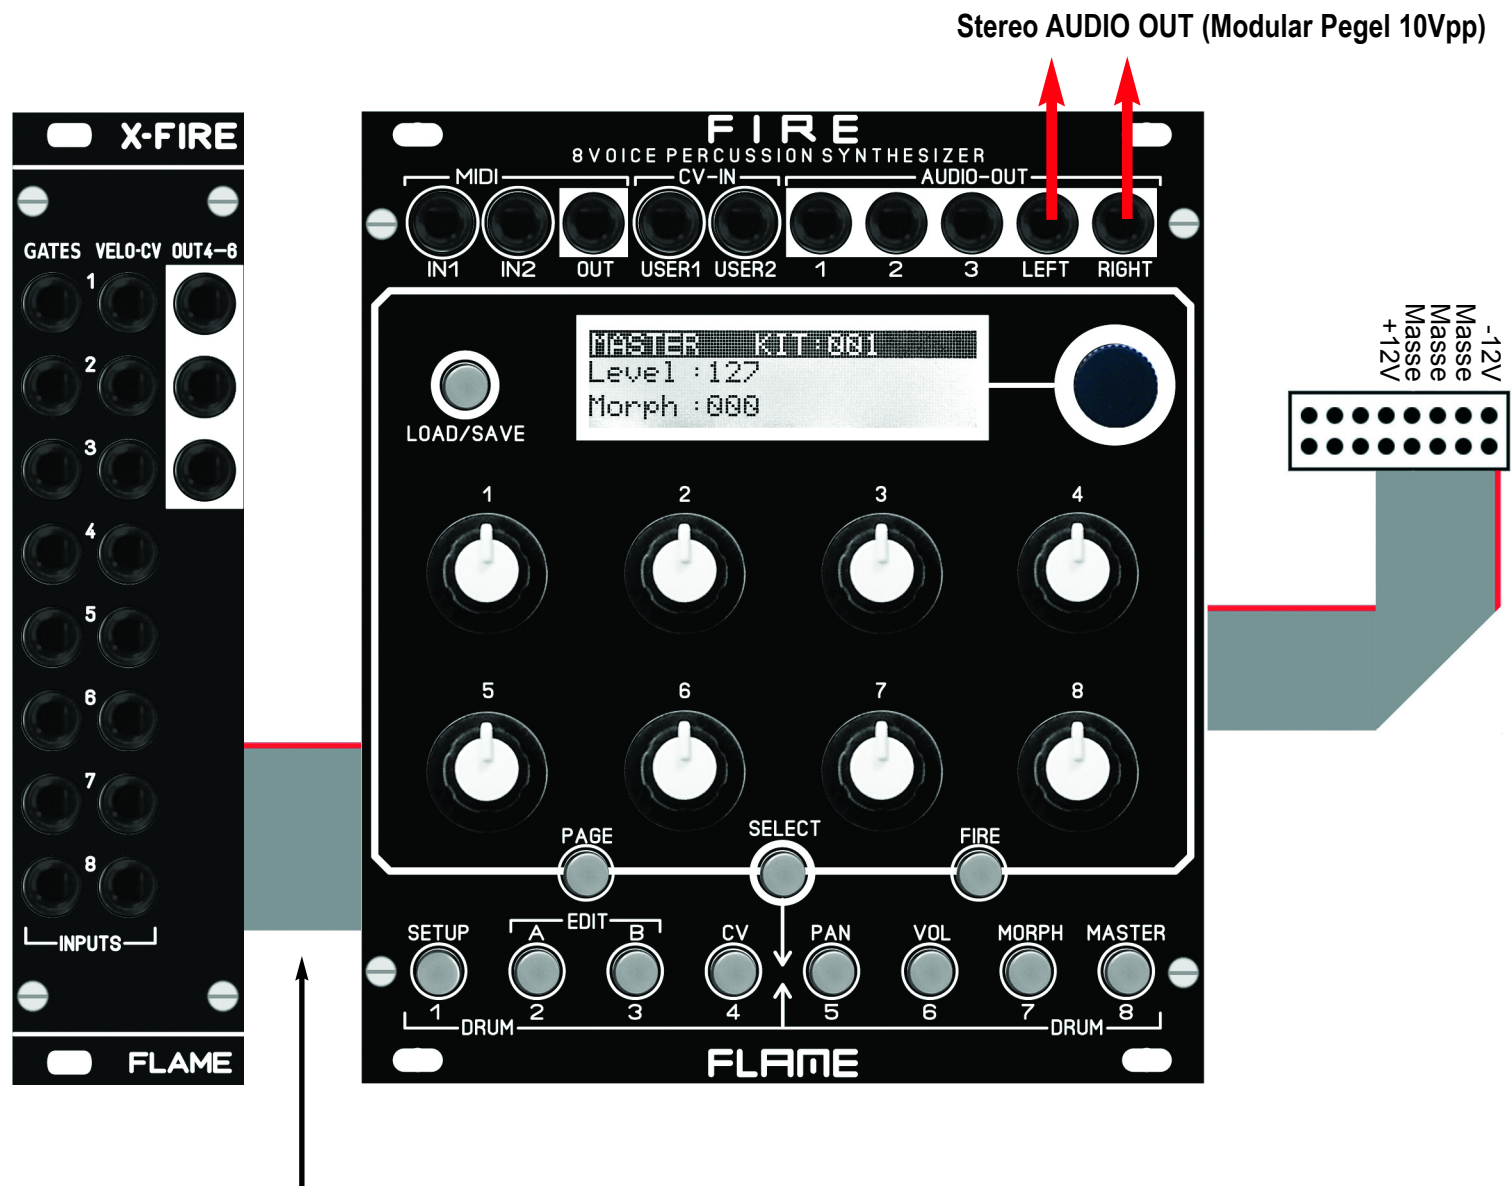 Stereo AUDIO OUT (Modular Pegel 10Vpp)
X-FIRE
GATES VELO-CV OUT4-6
1
2
3
4
5
6
7
8
INPUTS
FLAME
FIRE
8 VOICE PERCUSSION SYNTHESIZER
MIDI CV-IN AUDIO-OUT
IN1 IN2 OUT USER1 USER2 1 2 3 LEFT RIGHT
LOAD/SAVE
MASTER KIT:001
Level :127
Morph :000
1 2 3 4
5 6 7 8
PAGE SELECT FIRE
EDIT
SETUP A B CV PAN VOL MORPH MASTER
1 2 3 4 5 6 7 8
DRUM DRUM
FLAME
+12V
Masse
Masse
Masse
-12V